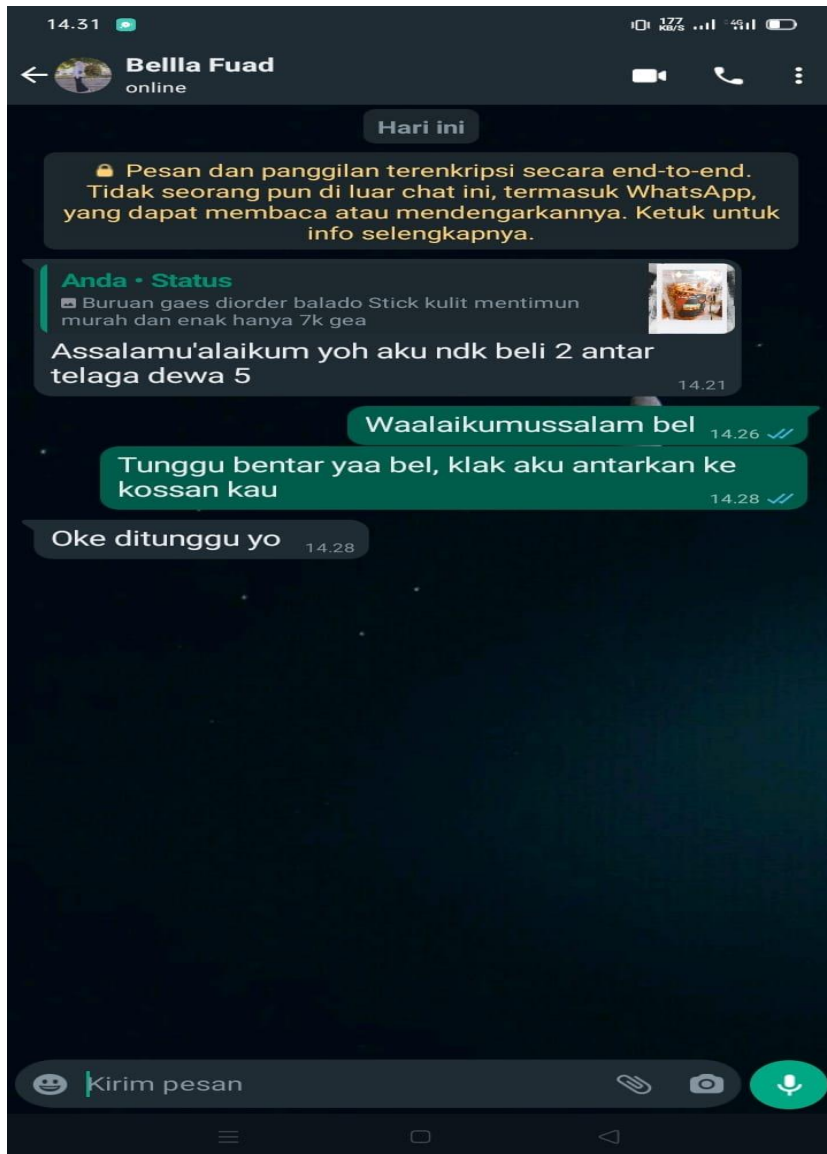 14.31
177 KB/S 4G
Bellla Fuad
online
Hari ini
Pesan dan panggilan terenkripsi secara end-to-end.
Tidak seorang pun di luar chat ini, termasuk WhatsApp,
yang dapat membaca atau mendengarkannya. Ketuk untuk
info selengkapnya.
Anda • Status
Buruan gaes diorder balado Stick kulit mentimun
murah dan enak hanya 7k gea
Assalamu'alaikum yoh aku ndk beli 2 antar
telaga dewa 5
14.21
Waalaikumussalam bel 14.26
Tunggu bentar yaa bel, klak aku antarkan ke
kossan kau
14.28
Oke ditunggu yo 14.28
Kirim pesan